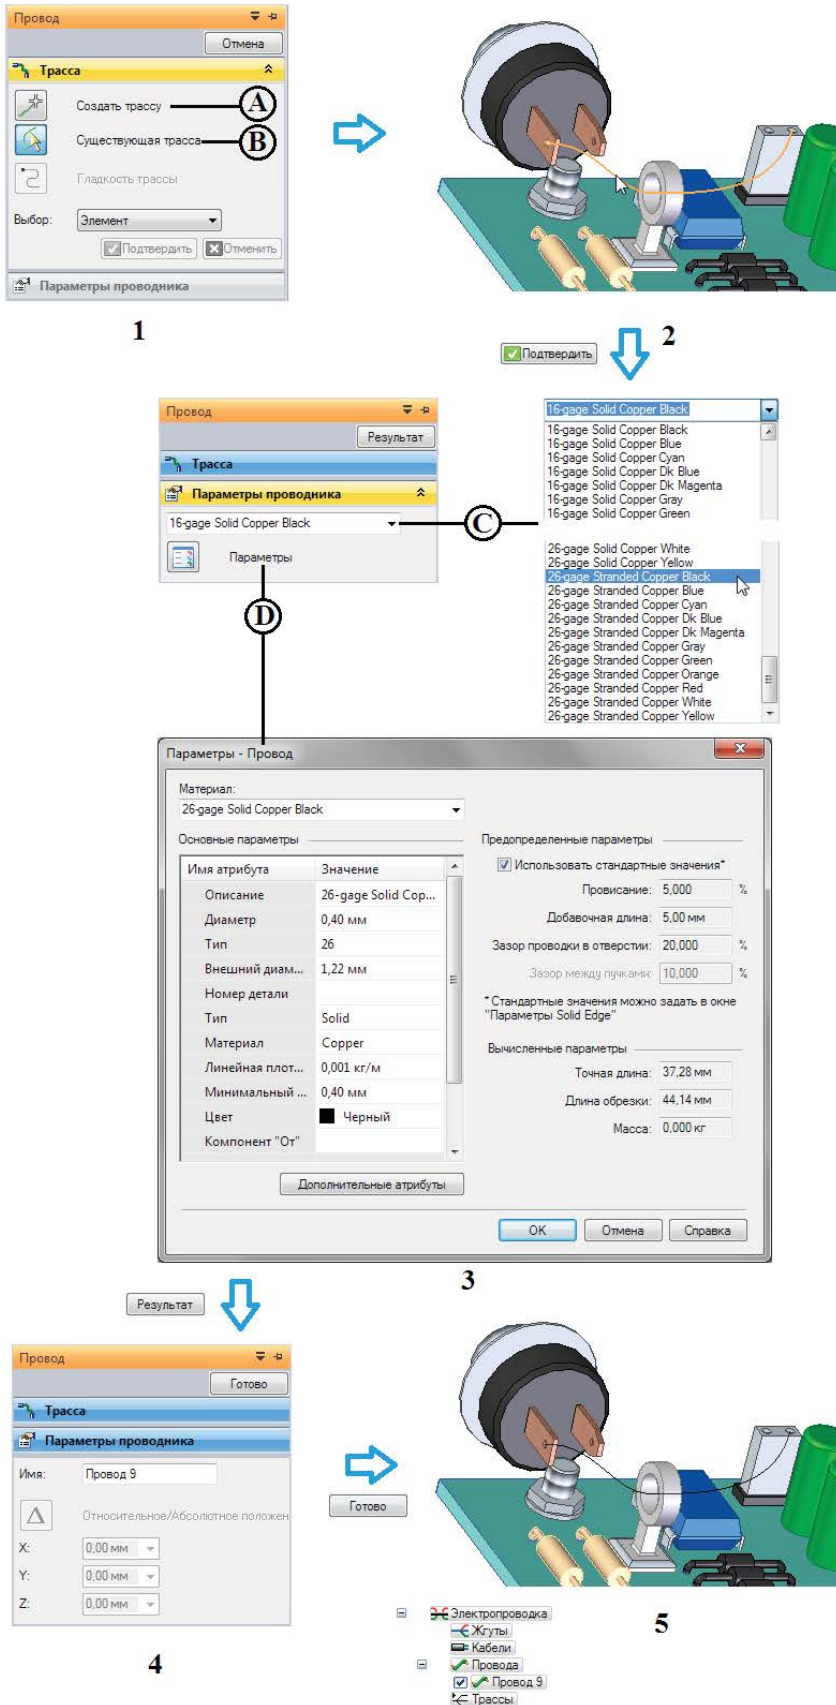 Провод
Отмена
Трасса
Создать трассу
A
Существующая трасса
B
Гладкость трассы
Выбор: Элемент
Подтвердить Отменить
Параметры проводника
1
2
Подтвердить
Провод
Результат
Трасса
Параметры проводника
16-gage Solid Copper Black
Параметры
C
D
16-gage Solid Copper Black
16-gage Solid Copper Black
16-gage Solid Copper Blue
16-gage Solid Copper Cyan
16-gage Solid Copper Dk Blue
16-gage Solid Copper Dk Magenta
16-gage Solid Copper Gray
16-gage Solid Copper Green
26-gage Solid Copper White
26-gage Solid Copper Yellow
26-gage Stranded Copper Black
26-gage Stranded Copper Blue
26-gage Stranded Copper Cyan
26-gage Stranded Copper Dk Blue
26-gage Stranded Copper Dk Magenta
26-gage Stranded Copper Gray
26-gage Stranded Copper Green
26-gage Stranded Copper Orange
26-gage Stranded Copper Red
26-gage Stranded Copper White
26-gage Stranded Copper Yellow
Параметры - Провод
Материал:
26-gage Solid Copper Black
Основные параметры
Имя атрибута Значение
Описание 26-gage Solid Cop...
Диаметр 0,40 мм
Тип 26
Внешний диам... 1,22 мм
Номер детали
Тип Solid
Материал Copper
Линейная плот... 0,001 кг/м
Минимальный ... 0,40 мм
Цвет Черный
Компонент "От"
Дополнительные атрибуты
Предопределенные параметры
Использовать стандартные значения*
Провисание: 5,000 %
Добавочная длина: 5,00 мм
Зазор проводки в отверстии: 20,000 %
Зазор между пучками: 10,000 %
* Стандартные значения можно задать в окне
"Параметры Solid Edge"
Вычисленные параметры
Точная длина: 37,28 мм
Длина обрезки: 44,14 мм
Масса: 0,000 кг
OK Отмена Справка
3
Результат
Провод
Готово
Трасса
Параметры проводника
Имя: Провод 9
Относительное/Абсолютное положен
X: 0,00 мм
Y: 0,00 мм
Z: 0,00 мм
4
Готово
5
Электропроводка
Жгуты
Кабели
Провода
Провод 9
Трассы